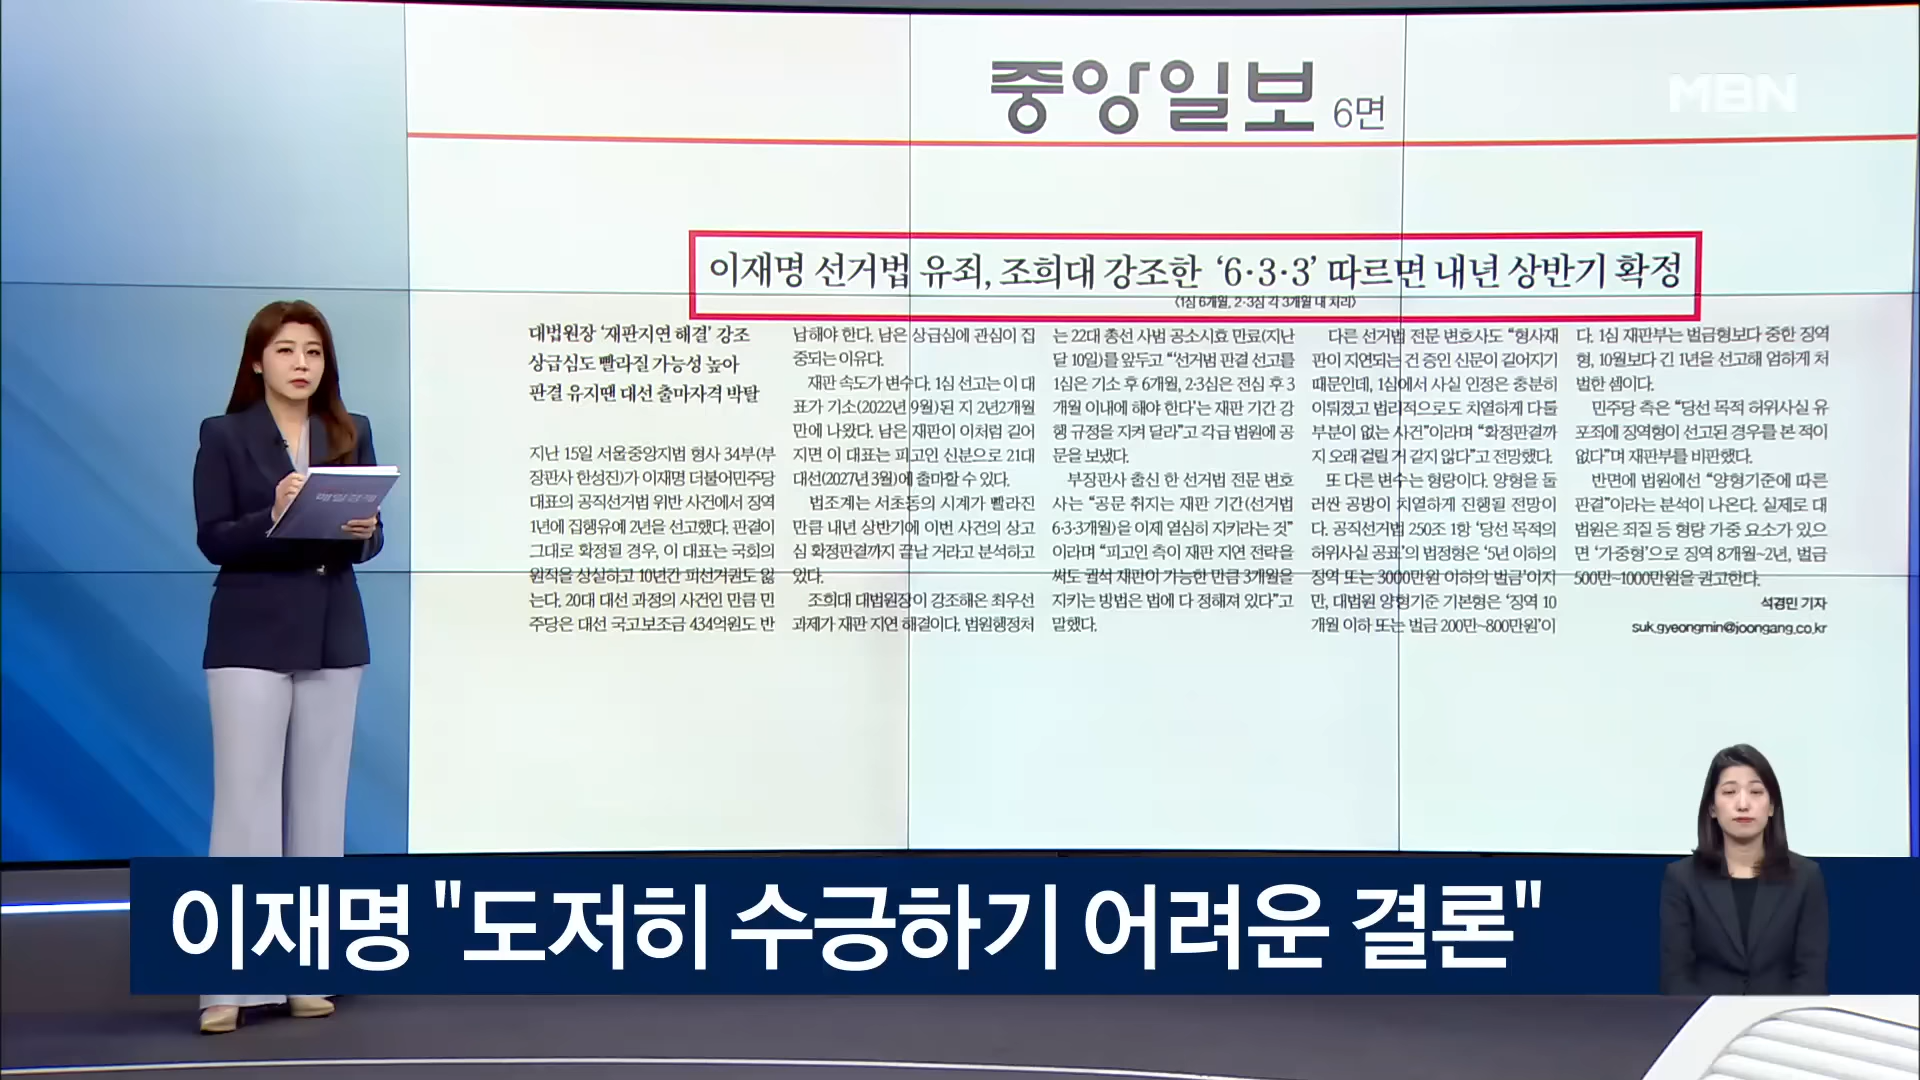 중앙일보 6면
MBN
이재명 선거법 유죄, 조희대 강조한 ‘6·3·3’ 따르면 내년 상반기 확정
<1심 6개월, 2·3심 각 3개월 내 처리>
대법원장 ‘재판지연 해결’ 강조
상급심도 빨라질 가능성 높아
판결 유지땐 대선 출마자격 박탈
지난 15일 서울중앙지법 형사 34부(부
장판사 한성진)가 이재명 더불어민주당
대표의 공직선거법 위반 사건에서 징역
1년에 집행유예 2년을 선고했다. 판결이
그대로 확정될 경우, 이 대표는 국회의
원직을 상실하고 10년간 피선거권도 잃
는다. 20대 대선 과정의 사건인 만큼 민
주당은 대선 국고보조금 434억원도 반
납해야 한다. 남은 상급심에 관심이 집
중되는 이유다.
재판 속도가 변수다. 1심 선고는 이 대
표가 기소(2022년 9월)된 지 2년2개월
만에 나왔다. 남은 재판이 이처럼 길어
지면 이 대표는 피고인 신분으로 21대
대선(2027년 3월)에 출마할 수 있다.
법조계는 서초동의 시계가 빨라진
만큼 내년 상반기에 이번 사건의 상고
심 확정판결까지 끝날 거라고 분석하고
있다.
조희대 대법원장이 강조해온 최우선
과제가 재판 지연 해결이다. 법원행정처
는 22대 총선 사범 공소시효 만료(지난
달 10일)를 앞두고 “선거범 판결 선고를
1심은 기소 후 6개월, 2·3심은 전심 후 3
개월 이내에 해야 한다’는 재판 기간 강
행 규정을 지켜 달라”고 각급 법원에 공
문을 보냈다.
부장판사 출신 한 선거법 전문 변호
사는 “공문 취지는 재판 기간(선거법
6·3·3개월)을 이제 열심히 지키라는 것”
이라며 “피고인 측이 재판 지연 전략을
써도 궐석 재판이 가능한 만큼 3개월을
지키는 방법은 법에 다 정해져 있다”고
말했다.
다른 선거법 전문 변호사도 “형사재
판이 지연되는 건 증인 신문이 길어지기
때문인데, 1심에서 사실 인정은 충분히
이뤄졌고 법리적으로도 치열하게 다툴
부분이 없는 사건”이라며 “확정판결까
지 오래 걸릴 거 같지 않다”고 전망했다.
또 다른 변수는 형량이다. 양형을 둘
러싼 공방이 치열하게 진행될 전망이
다. 공직선거법 250조 1항 ‘당선 목적의
허위사실 공표’의 법정형은 ‘5년 이하의
징역 또는 3000만원 이하의 벌금’이지
만, 대법원 양형기준 기본형은 ‘징역 10
개월 이하 또는 벌금 200만~800만원’이
다. 1심 재판부는 벌금형보다 중한 징역
형, 10월보다 긴 1년을 선고해 엄하게 처
벌한 셈이다.
민주당 측은 “당선 목적 허위사실 유
포죄에 징역형이 선고된 경우를 본 적이
없다”며 재판부를 비판했다.
반면에 법원에선 “양형기준에 따른
판결”이라는 분석이 나온다. 실제로 대
법원은 죄질 등 형량 가중 요소가 있으
면 ‘가중형’으로 징역 8개월~2년, 벌금
500만~1000만원을 권고한다.
석경민 기자
suk.gyeongmin@joongang.co.kr
매일경제
이재명 "도저히 수긍하기 어려운 결론"